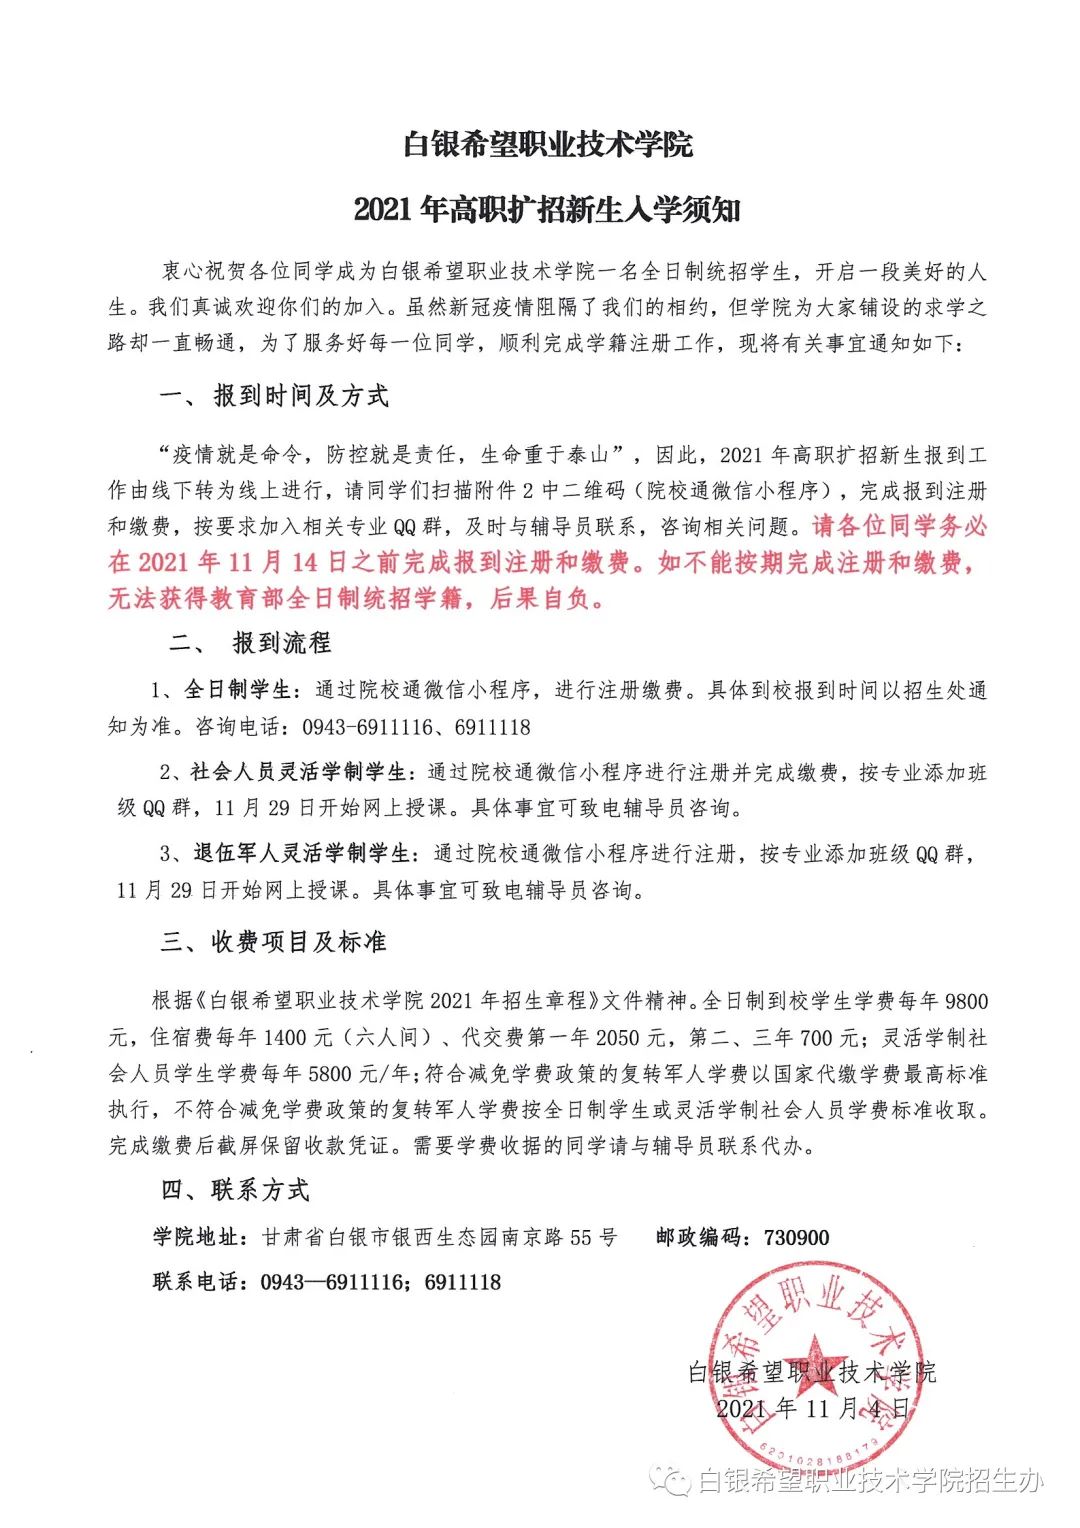 白银希望职业技术学院
2021 年高职扩招新生入学须知
衷心祝贺各位同学成为白银希望职业技术学院一名全日制统招学生，开启一段美好的人
生。我们真诚欢迎你们的加入。虽然新冠疫情阻隔了我们的相约，但学院为大家铺设的求学之
路却一直畅通，为了服务好每一位同学，顺利完成学籍注册工作，现将有关事宜通知如下：
一、报到时间及方式
“疫情就是命令，防控就是责任，生命重于泰山”，因此，2021 年高职扩招新生报到工
作由线下转为线上进行，请同学们扫描附件 2 中二维码（院校通微信小程序），完成报到注册
和缴费，按要求加入相关专业 QQ 群，及时与辅导员联系，咨询相关问题。请各位同学务必
在 2021 年 11 月 14 日之前完成报到注册和缴费。如不能按期完成注册和缴费，
无法获得教育部全日制统招学籍，后果自负。
二、 报到流程
1、全日制学生：通过院校通微信小程序，进行注册缴费。具体到校报到时间以招生处通
知为准。咨询电话：0943-6911116、6911118
2、社会人员灵活学制学生：通过院校通微信小程序进行注册并完成缴费，按专业添加班
级 QQ 群，11 月 29 日开始网上授课。具体事宜可致电辅导员咨询。
3、退伍军人灵活学制学生：通过院校通微信小程序进行注册，按专业添加班级 QQ 群，
11 月 29 日开始网上授课。具体事宜可致电辅导员咨询。
三、收费项目及标准
根据《白银希望职业技术学院 2021 年招生章程》文件精神。全日制到校学生学费每年 9800
元，住宿费每年 1400 元（六人间）、代交费第一年 2050 元，第二、三年 700 元；灵活学制社
会人员学生学费每年 5800 元/年；符合减免学费政策的复转军人学费以国家代缴学费最高标准
执行，不符合减免学费政策的复转军人学费按全日制学生或灵活学制社会人员学费标准收取。
完成缴费后截屏保留收款凭证。需要学费收据的同学请与辅导员联系代办。
四、联系方式
学院地址：甘肃省白银市银西生态园南京路 55 号 邮政编码：730900
联系电话：0943—6911116；6911118
白银希望职业技术学院
白银希望职业技术学院
2021 年 11 月 4 日
6201028188179
白银希望职业技术学院招生办